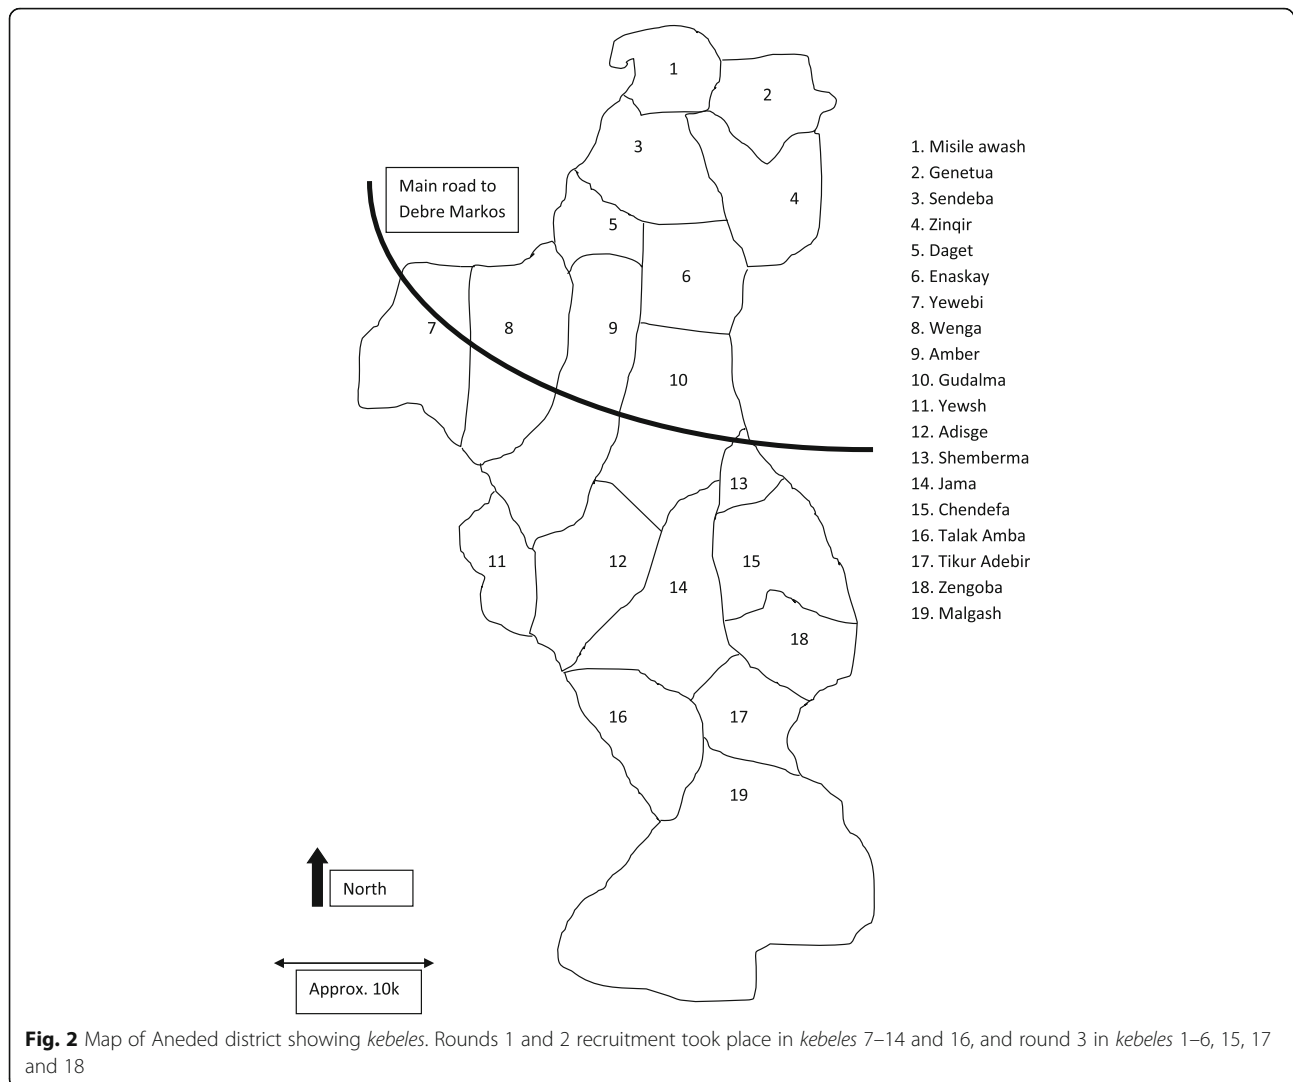 1
2
3
4
5
6
7
8
9
10
11
12
13
14
15
16
17
18
19
Main road to
Debre Markos
1. Misile awash
2. Genetua
3. Sendeba
4. Zinqir
5. Daget
6. Enaskay
7. Yewebi
8. Wenga
9. Amber
10. Gudalma
11. Yewsh
12. Adisge
13. Shemberma
14. Jama
15. Chendefa
16. Talak Amba
17. Tikur Adebir
18. Zengoba
19. Malgash
North
Approx. 10k
Fig. 2 Map of Aneded district showing kebeles. Rounds 1 and 2 recruitment took place in kebeles 7–14 and 16, and round 3 in kebeles 1–6, 15, 17
and 18